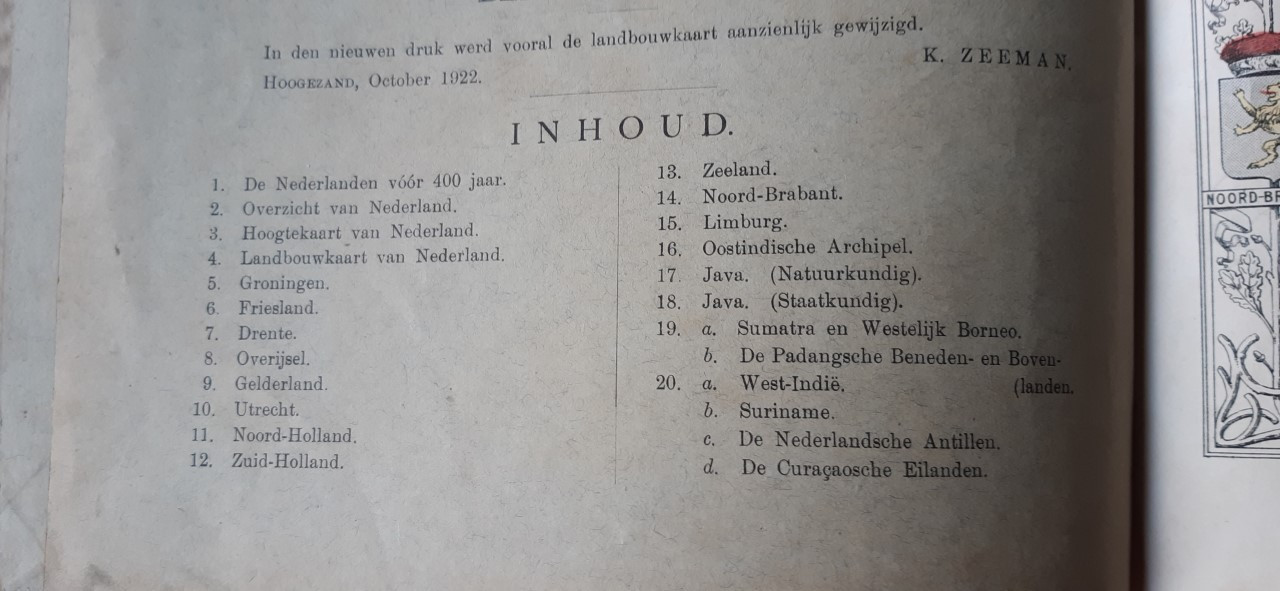 In den nieuwen druk werd vooral de landbouwkaart aanzienlijk gewijzigd.
K. ZEEMAN.
HOOGEZAND, October 1922.
INHOUD.
1. De Nederlanden vóór 400 jaar.
2. Overzicht van Nederland.
3. Hoogtekaart van Nederland.
4. Landbouwkaart van Nederland.
5. Groningen.
6. Friesland.
7. Drente.
8. Overijsel.
9. Gelderland.
10. Utrecht.
11. Noord-Holland.
12. Zuid-Holland.
13. Zeeland.
14. Noord-Brabant.
15. Limburg.
16. Oostindische Archipel.
17. Java. (Natuurkundig).
18. Java. (Staatkundig).
19. a. Sumatra en Westelijk Borneo.
b. De Padangsche Beneden- en Boven-
20. a. West-Indië. (landen.
b. Suriname.
c. De Nederlandsche Antillen.
d. De Curaçaosche Eilanden.
NOORD-BR